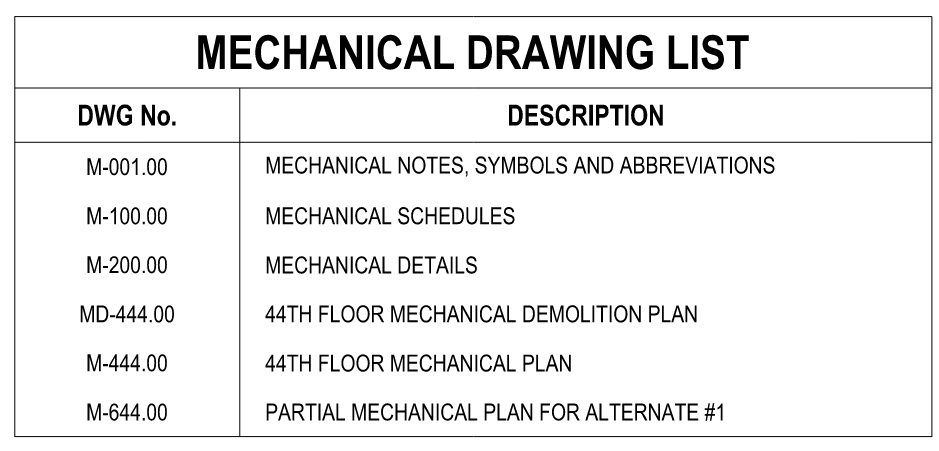 MECHANICAL DRAWING LIST
DWG No. DESCRIPTION
M-001.00 MECHANICAL NOTES, SYMBOLS AND ABBREVIATIONS
M-100.00 MECHANICAL SCHEDULES
M-200.00 MECHANICAL DETAILS
MD-444.00 44TH FLOOR MECHANICAL DEMOLITION PLAN
M-444.00 44TH FLOOR MECHANICAL PLAN
M-644.00 PARTIAL MECHANICAL PLAN FOR ALTERNATE #1